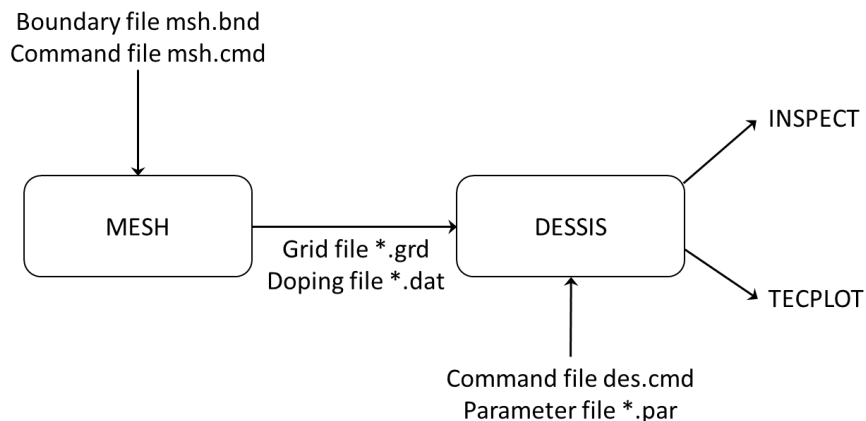 Boundary file msh.bnd
Command file msh.cmd
INSPECT
MESH
DESSIS
Grid file *.grd
Doping file *.dat
TECPLOT
Command file des.cmd
Parameter file *.par